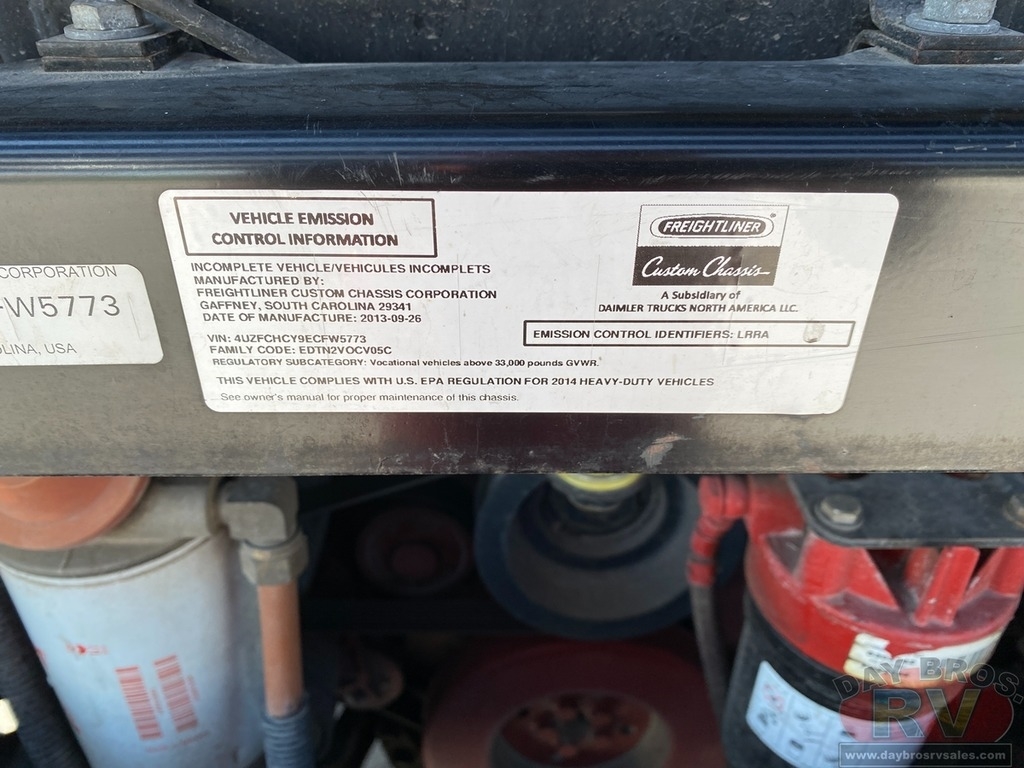 CORPORATION
-W5773
LINA, USA
VEHICLE EMISSION
CONTROL INFORMATION
INCOMPLETE VEHICLE/VEHICULES INCOMPLETS
MANUFACTURED BY:
FREIGHTLINER CUSTOM CHASSIS CORPORATION
GAFFNEY, SOUTH CAROLINA 29341
DATE OF MANUFACTURE: 2013-09-26
VIN: 4UZFCHCY9ECFW5773
FAMILY CODE: EDTN2VOCV05C
REGULATORY SUBCATEGORY: Vocational vehicles above 33,000 pounds GVWR.
THIS VEHICLE COMPLIES WITH U.S. EPA REGULATION FOR 2014 HEAVY-DUTY VEHICLES
See owner's manual for proper maintenance of this chassis.
FREIGHTLINER
Custom Chassis
A Subsidiary of
DAIMLER TRUCKS NORTH AMERICA LLC.
EMISSION CONTROL IDENTIFIERS: LRRA
DAY BROS.
RV
www.daybrosrvsales.com